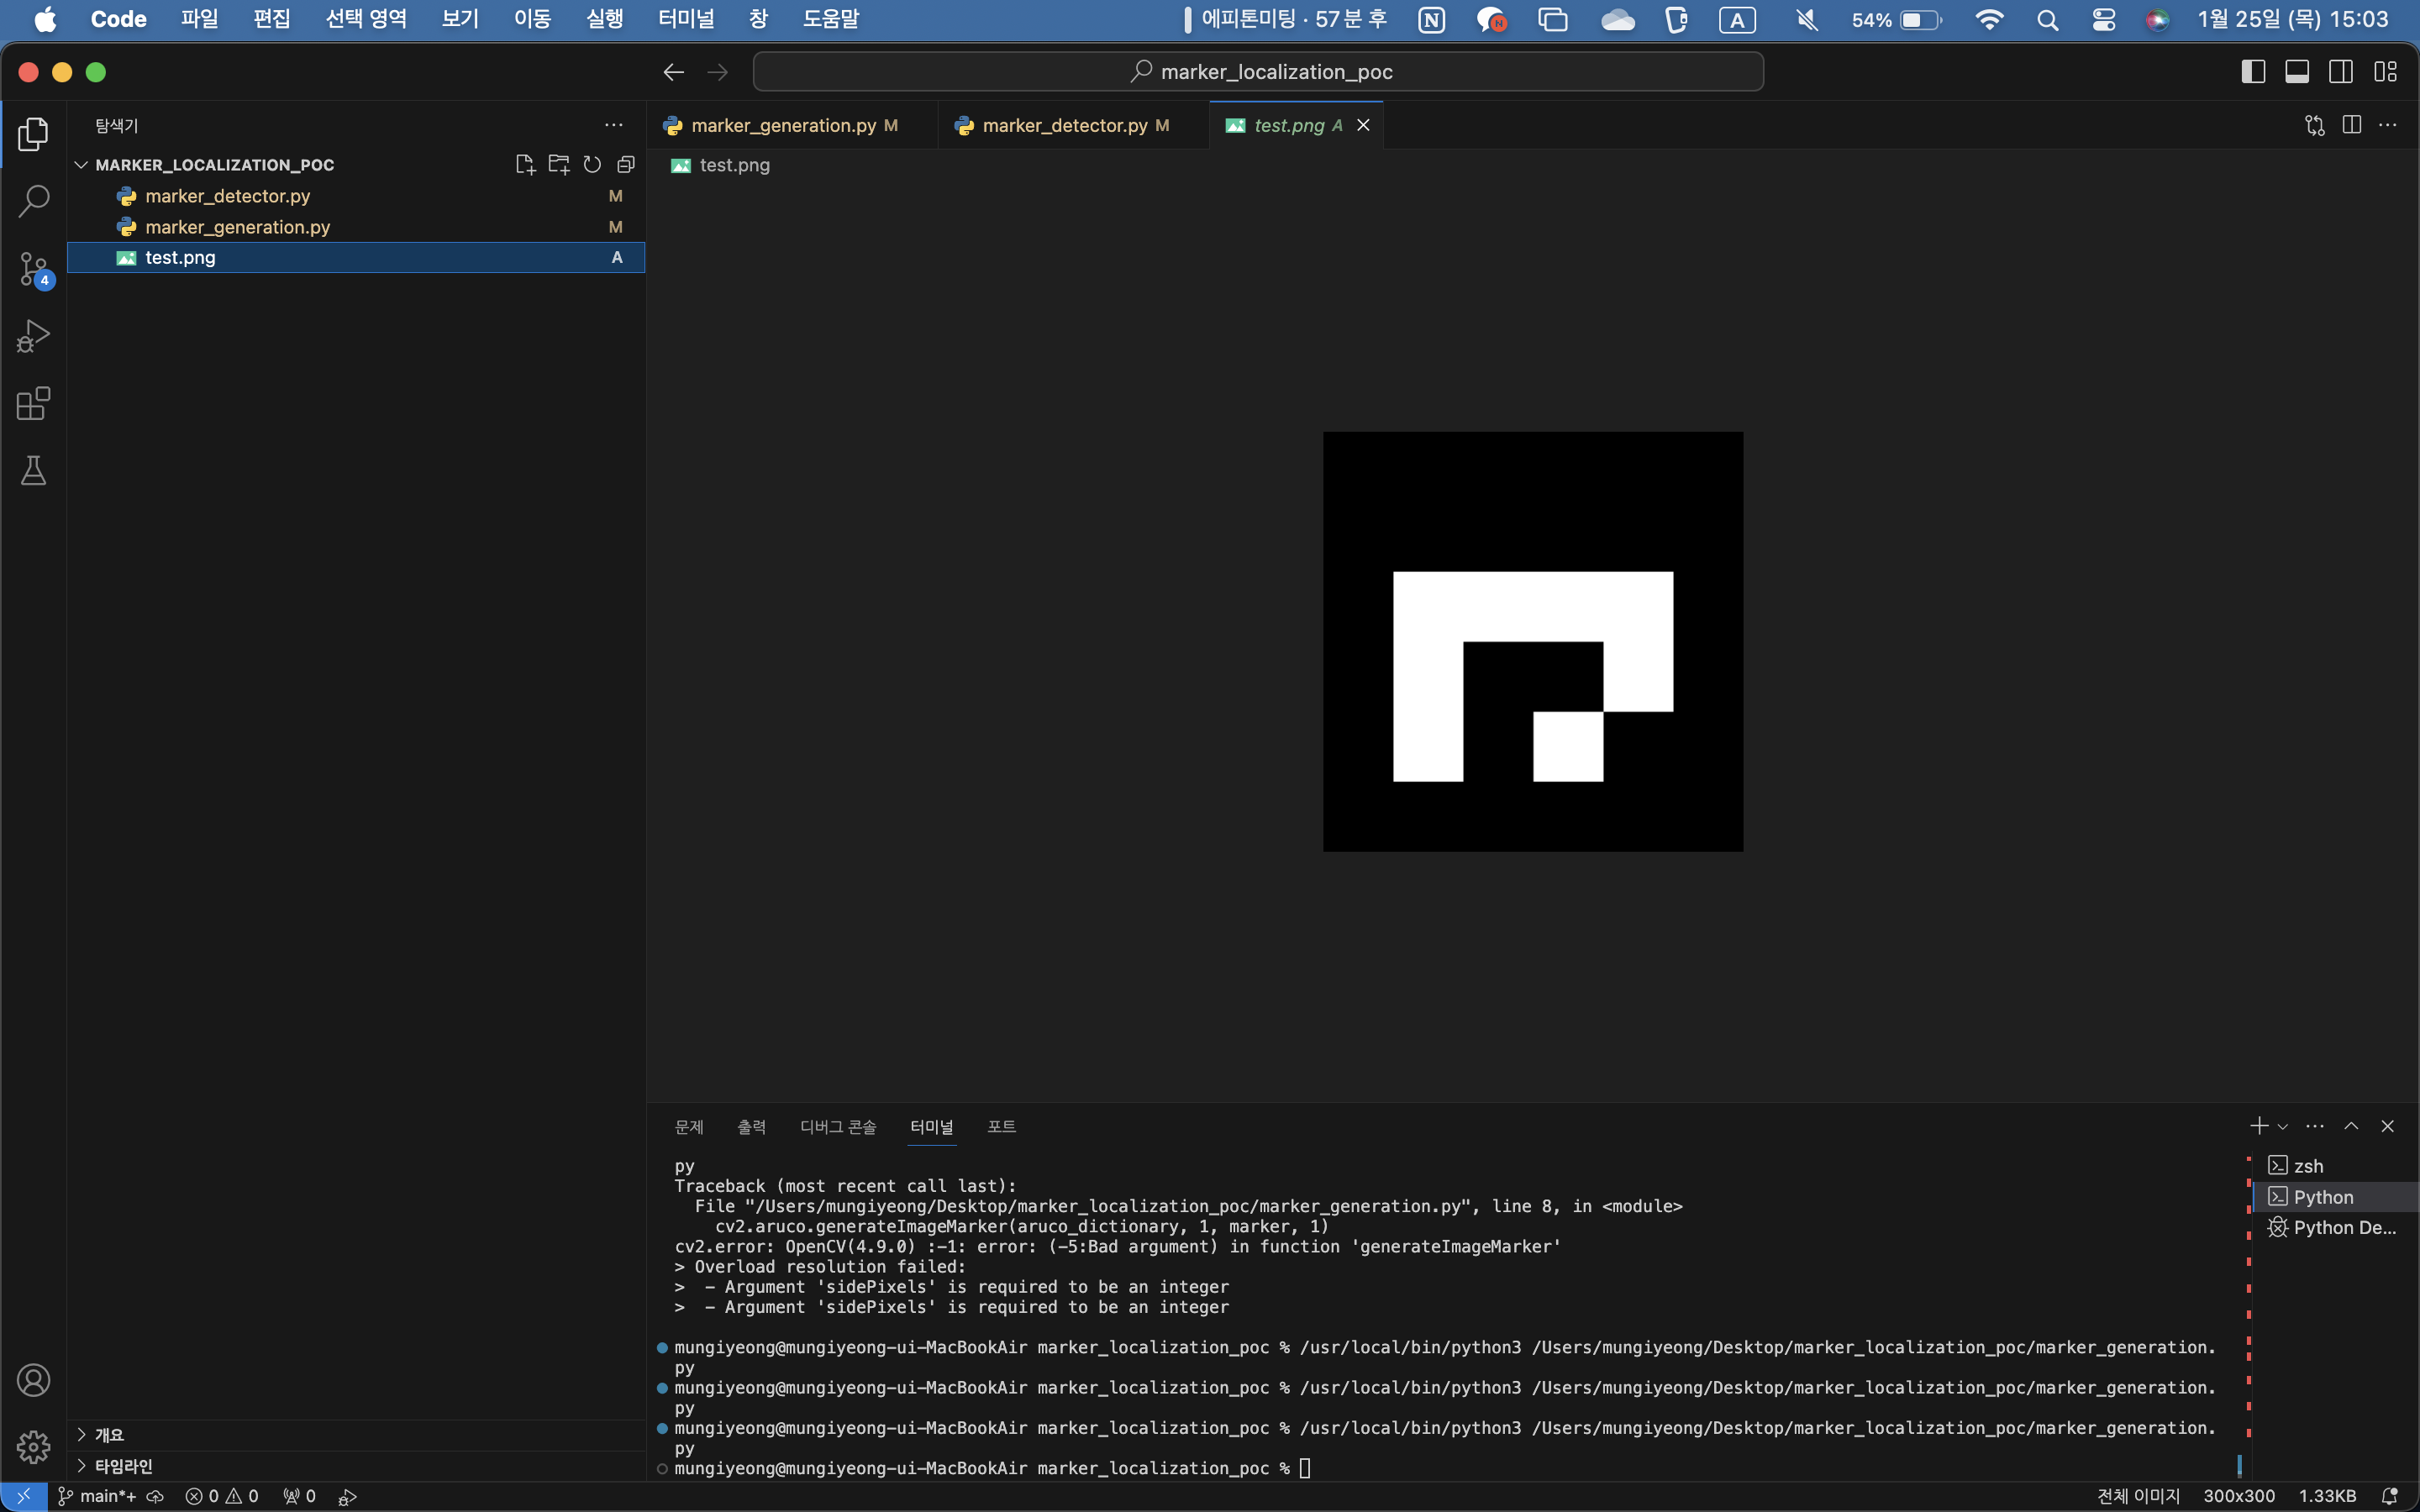 Code 파일 편집 선택 영역 보기 이동 실행 터미널 창 도움말 에피톤미팅 · 57분 후 N N A 54% 1월 25일 (목) 15:03
marker_localization_poc
탐색기
marker_generation.py M marker_detector.py M test.png A
MARKER_LOCALIZATION_POC
test.png
marker_detector.py M
marker_generation.py M
test.png A
4
문제 출력 디버그 콘솔 터미널 포트
py
Traceback (most recent call last):
File "/Users/mungiyeong/Desktop/marker_localization_poc/marker_generation.py", line 8, in <module>
cv2.aruco.generateImageMarker(aruco_dictionary, 1, marker, 1)
cv2.error: OpenCV(4.9.0) :-1: error: (-5:Bad argument) in function 'generateImageMarker'
> Overload resolution failed:
> - Argument 'sidePixels' is required to be an integer
> - Argument 'sidePixels' is required to be an integer
mungiyeong@mungiyeong-ui-MacBookAir marker_localization_poc % /usr/local/bin/python3 /Users/mungiyeong/Desktop/marker_localization_poc/marker_generation.
py
mungiyeong@mungiyeong-ui-MacBookAir marker_localization_poc % /usr/local/bin/python3 /Users/mungiyeong/Desktop/marker_localization_poc/marker_generation.
py
mungiyeong@mungiyeong-ui-MacBookAir marker_localization_poc % /usr/local/bin/python3 /Users/mungiyeong/Desktop/marker_localization_poc/marker_generation.
py
mungiyeong@mungiyeong-ui-MacBookAir marker_localization_poc %
zsh
Python
Python De...
개요
타임라인
main*+ 0 0 0 전체 이미지 300x300 1.33KB